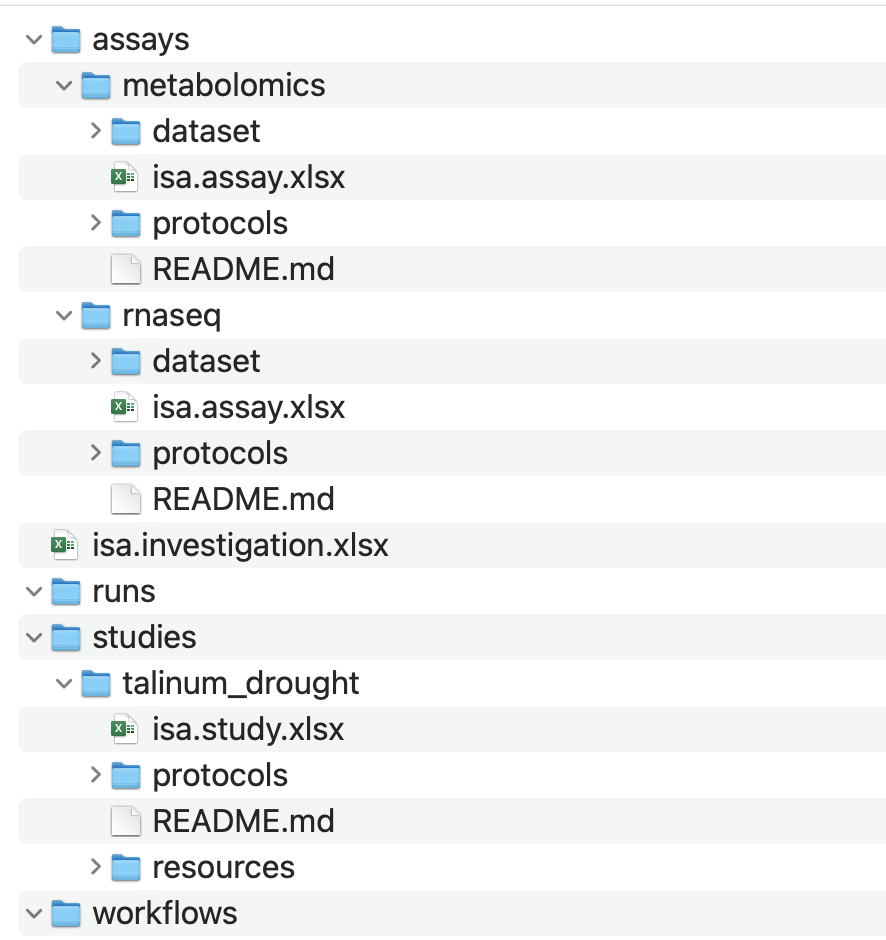 assays
metabolomics
dataset
isa.assay.xlsx
protocols
README.md
rnaseq
dataset
isa.assay.xlsx
protocols
README.md
isa.investigation.xlsx
runs
studies
talinum_drought
isa.study.xlsx
protocols
README.md
resources
workflows